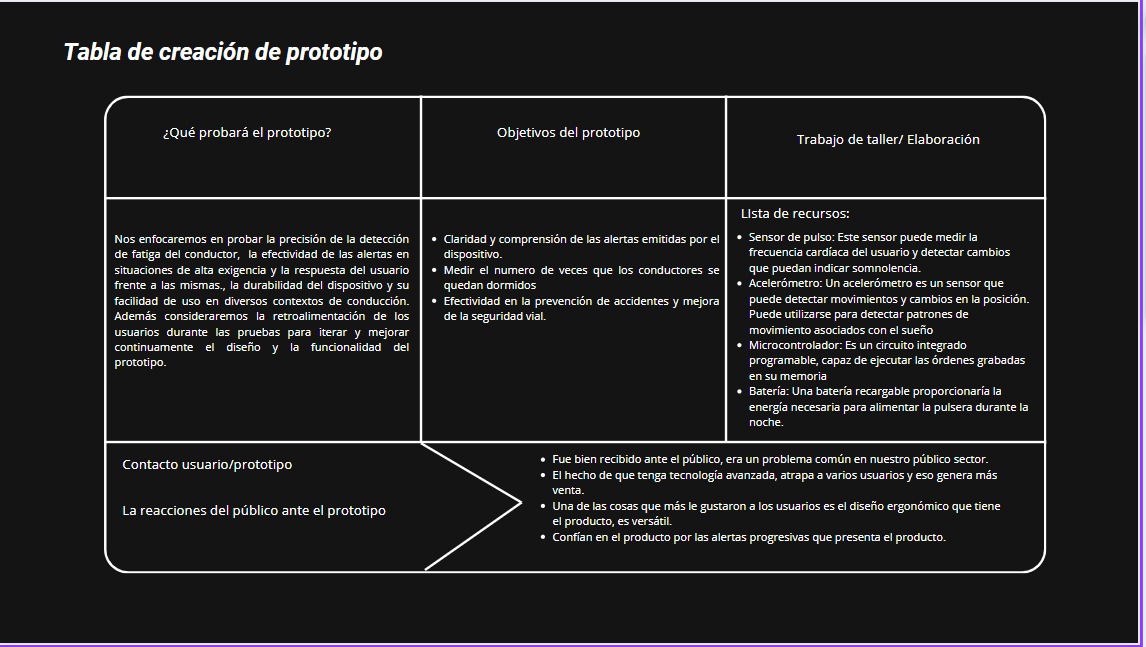 Tabla de creación de prototipo
¿Qué probará el prototipo?
Objetivos del prototipo
Trabajo de taller/ Elaboración
Nos enfocaremos en probar la precisión de la detección
de fatiga del conductor, la efectividad de las alertas en
situaciones de alta exigencia y la respuesta del usuario
frente a las mismas., la durabilidad del dispositivo y su
facilidad de uso en diversos contextos de conducción.
Además consideraremos la retroalimentación de los
usuarios durante las pruebas para iterar y mejorar
continuamente el diseño y la funcionalidad del
prototipo.
• Claridad y comprensión de las alertas emitidas por el
dispositivo.
• Medir el numero de veces que los conductores se
quedan dormidos
• Efectividad en la prevención de accidentes y mejora
de la seguridad vial.
LIsta de recursos:
• Sensor de pulso: Este sensor puede medir la
frecuencia cardíaca del usuario y detectar cambios
que puedan indicar somnolencia.
• Acelerómetro: Un acelerómetro es un sensor que
puede detectar movimientos y cambios en la posición.
Puede utilizarse para detectar patrones de
movimiento asociados con el sueño
• Microcontrolador: Es un circuito integrado
programable, capaz de ejecutar las órdenes grabadas
en su memoria
• Batería: Una batería recargable proporcionaría la
energía necesaria para alimentar la pulsera durante la
noche.
Contacto usuario/prototipo
La reacciones del público ante el prototipo
• Fue bien recibido ante el público, era un problema común en nuestro público sector.
• El hecho de que tenga tecnología avanzada, atrapa a varios usuarios y eso genera más
venta.
• Una de las cosas que más le gustaron a los usuarios es el diseño ergonómico que tiene
el producto, es versátil.
• Confían en el producto por las alertas progresivas que presenta el producto.